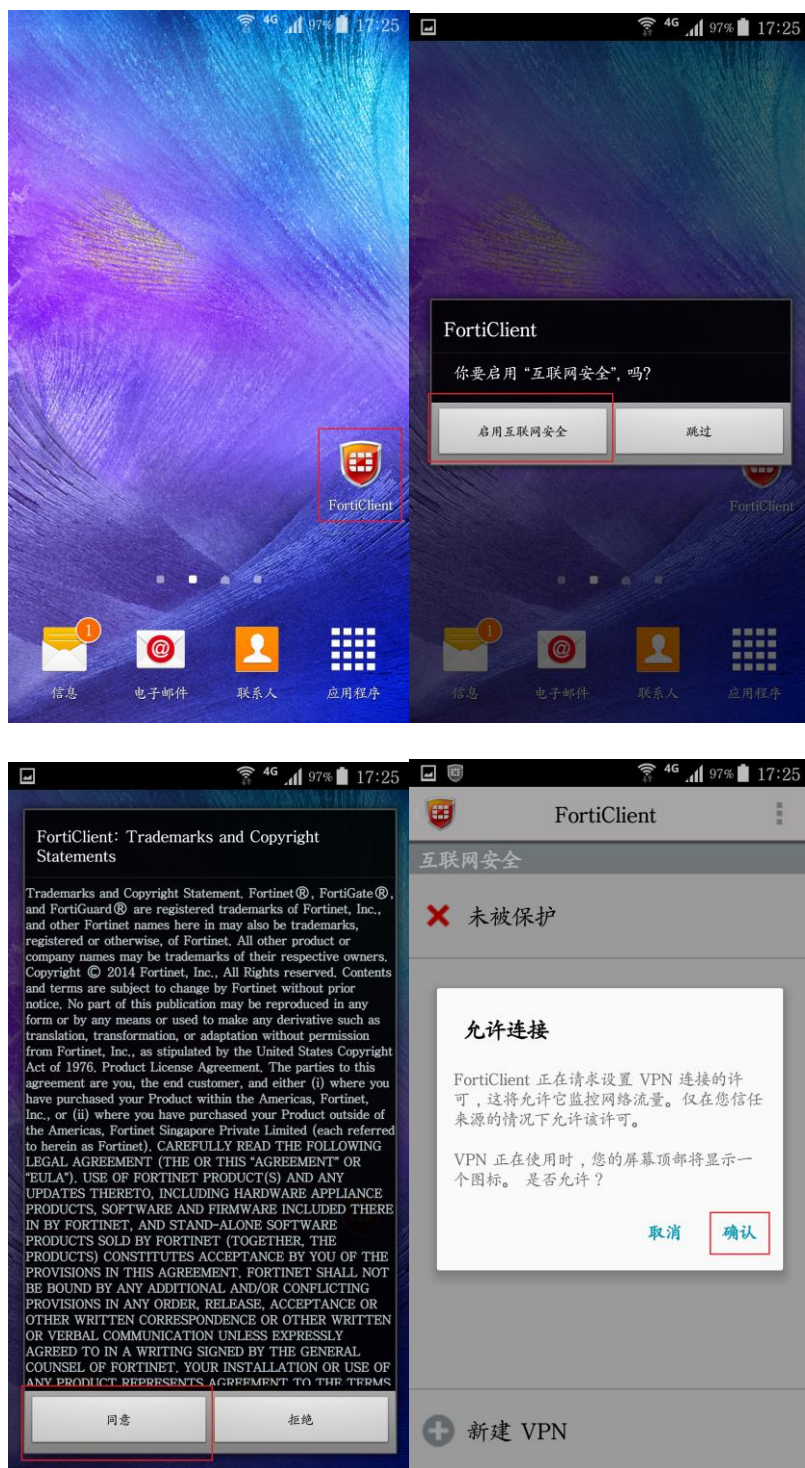 4G 97% 17:25
FortiClient
1
@
信息 电子邮件 联系人 应用程序
4G 97% 17:25
FortiClient
你要启用 “互联网安全”, 吗?
启用互联网安全 跳过
FortiClient
1
@
信息 电子邮件 联系人 应用程序
4G 97% 17:25
FortiClient: Trademarks and Copyright
Statements
Trademarks and Copyright Statement. Fortinet®, FortiGate®,
and FortiGuard® are registered trademarks of Fortinet, Inc.,
and other Fortinet names here in may also be trademarks,
registered or otherwise, of Fortinet. All other product or
company names may be trademarks of their respective owners.
Copyright © 2014 Fortinet, Inc., All Rights reserved. Contents
and terms are subject to change by Fortinet without prior
notice. No part of this publication may be reproduced in any
form or by any means or used to make any derivative such as
translation, transformation, or adaptation without permission
from Fortinet, Inc., as stipulated by the United States Copyright
Act of 1976. Product License Agreement. The parties to this
agreement are you, the end customer, and either (i) where you
have purchased your Product within the Americas, Fortinet,
Inc., or (ii) where you have purchased your Product outside of
the Americas, Fortinet Singapore Private Limited (each referred
to herein as Fortinet). CAREFULLY READ THE FOLLOWING
LEGAL AGREEMENT (THE OR THIS “AGREEMENT” OR
“EULA”). USE OF FORTINET PRODUCT(S) AND ANY
UPDATES THERETO, INCLUDING HARDWARE APPLIANCE
PRODUCTS, SOFTWARE AND FIRMWARE INCLUDED THERE
IN BY FORTINET, AND STAND-ALONE SOFTWARE
PRODUCTS SOLD BY FORTINET (TOGETHER, THE
PRODUCTS) CONSTITUTES ACCEPTANCE BY YOU OF THE
PROVISIONS IN THIS AGREEMENT. FORTINET SHALL NOT
BE BOUND BY ANY ADDITIONAL AND/OR CONFLICTING
PROVISIONS IN ANY ORDER, RELEASE, ACCEPTANCE OR
OTHER WRITTEN CORRESPONDENCE OR OTHER WRITTEN
OR VERBAL COMMUNICATION UNLESS EXPRESSLY
AGREED TO IN A WRITING SIGNED BY THE GENERAL
COUNSEL OF FORTINET. YOUR INSTALLATION OR USE OF
ANY PRODUCT REPRESENTS AGREEMENT TO THE TERMS
同意 拒绝
4G 97% 17:25
FortiClient
互联网安全
未被保护
允许连接
FortiClient 正在请求设置 VPN 连接的许
可，这将允许它监控网络流量。仅在您信任
来源的情况下允许该许可。
VPN 正在使用时，您的屏幕顶部将显示一
个图标。 是否允许？
取消 确认
新建 VPN